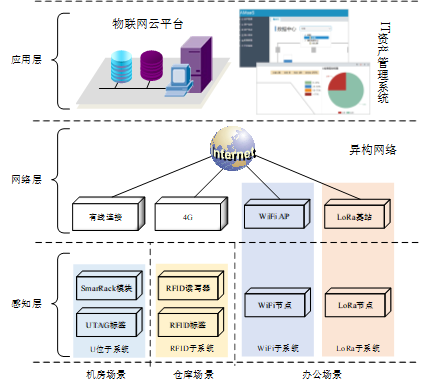 物联网云平台
IT资产管理系统
应用层
Internet
异构网络
网络层
有线连接
4G
WiFi AP
LoRa基站
感知层
SmarRack模块
RFID读写器
WiFi节点
LoRa节点
UTAG标签
RFID标签
U位子系统
RFID子系统
WiFi子系统
LoRa子系统
机房场景
仓库场景
办公场景